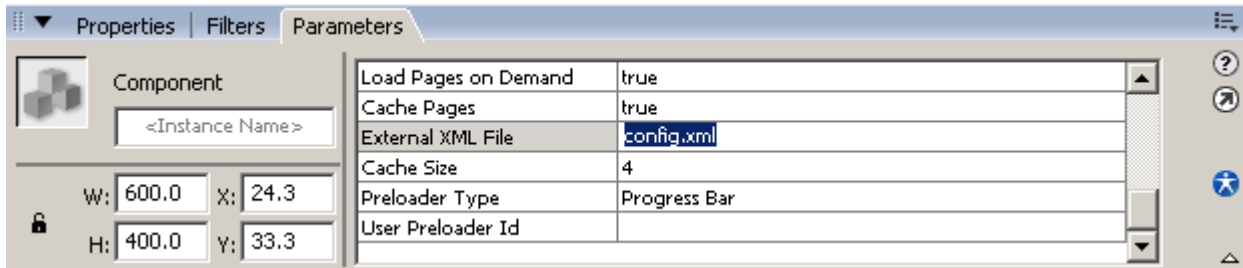 Properties | Filters Parameters
Component
<Instance Name>
W: 600.0 X: 24.3
H: 400.0 Y: 33.3
Load Pages on Demand true
Cache Pages true
External XML File config.xml
Cache Size 4
Preloader Type Progress Bar
User Preloader Id